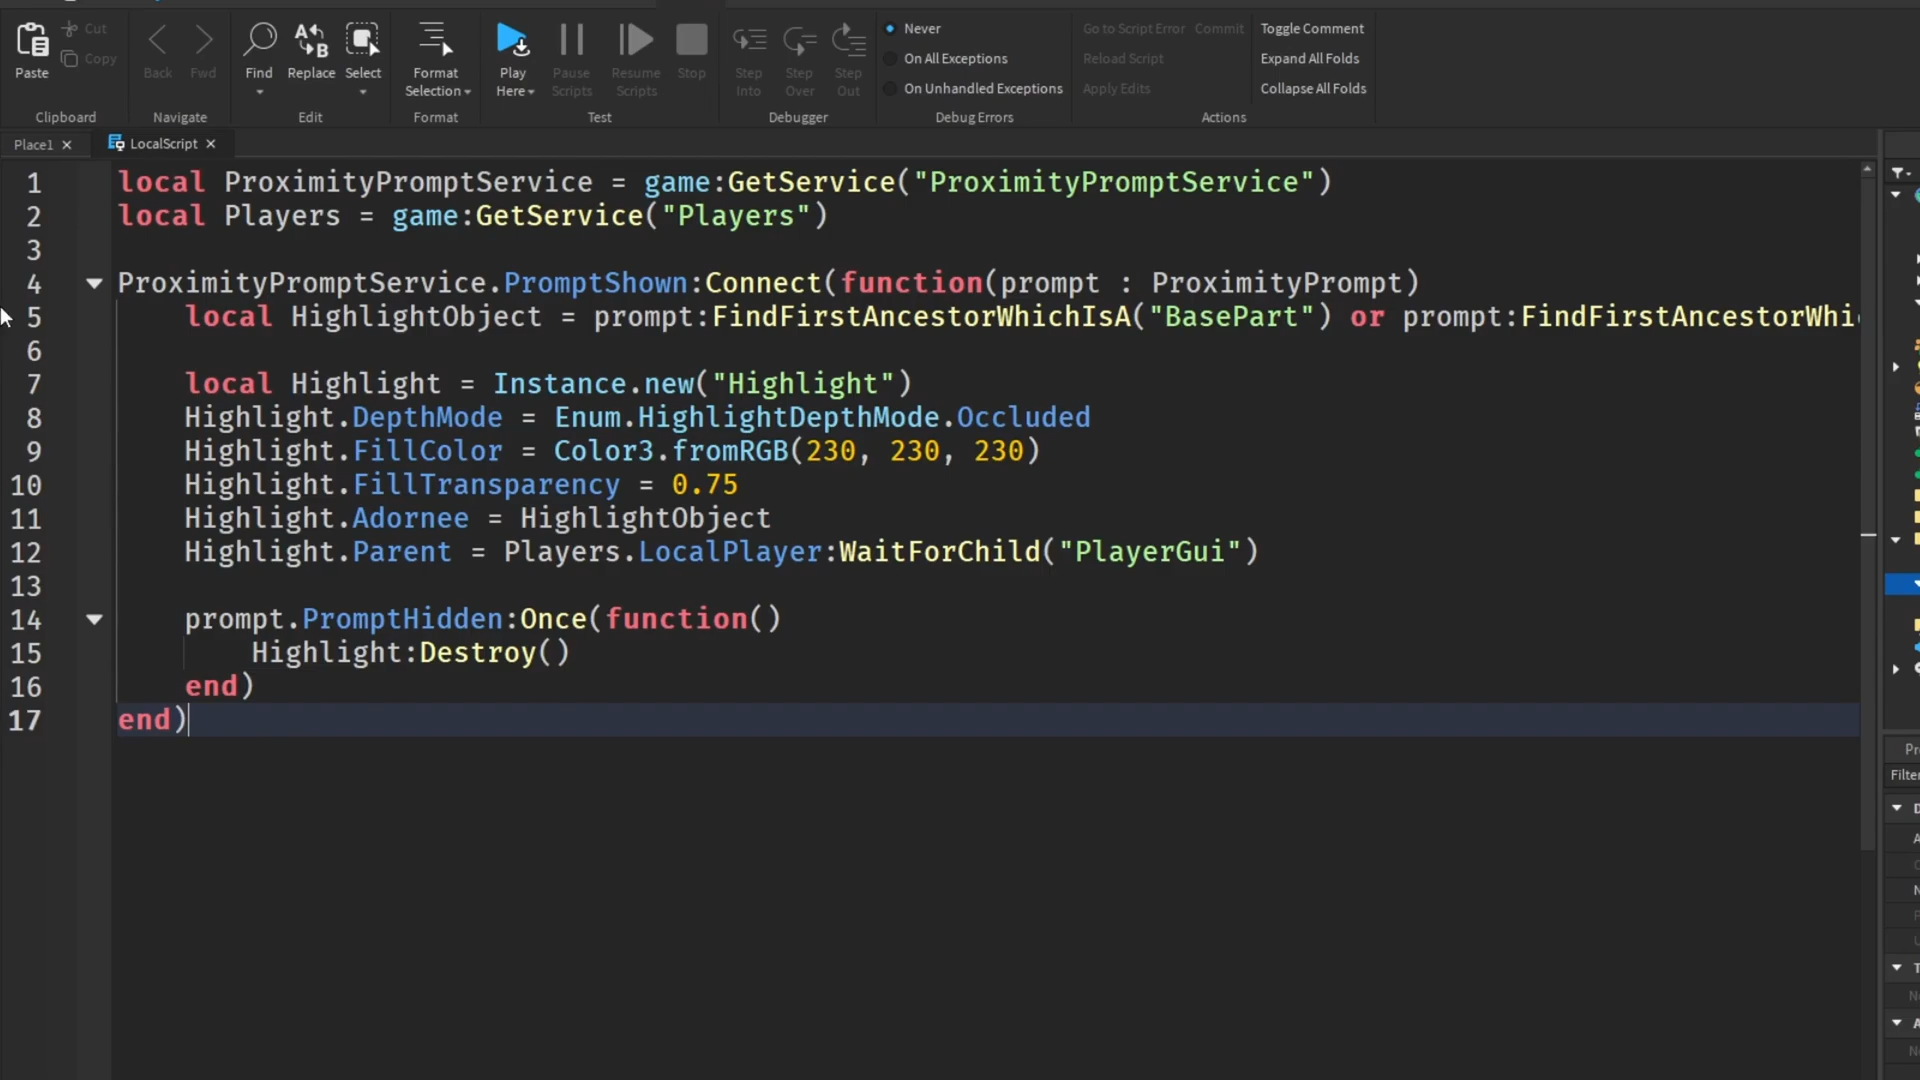 Paste
Cut
Copy
Clipboard
Back
Fwd
Navigate
Find
Replace
Select
Edit
Format
Selection
Format
Play
Here
Pause
Scripts
Resume
Scripts
Stop
Test
Step
Into
Step
Over
Step
Out
Debugger
Never
On All Exceptions
On Unhandled Exceptions
Debug Errors
Go to Script Error
Commit
Reload Script
Apply Edits
Toggle Comment
Expand All Folds
Collapse All Folds
Actions
Place1
LocalScript
1 local ProximityPromptService = game:GetService("ProximityPromptService")
2 local Players = game:GetService("Players")
3
4 ProximityPromptService.PromptShown:Connect(function(prompt : ProximityPrompt)
5 local HighlightObject = prompt:FindFirstAncestorWhichIsA("BasePart") or prompt:FindFirstAncestorWhi
6
7 local Highlight = Instance.new("Highlight")
8 Highlight.DepthMode = Enum.HighlightDepthMode.Occluded
9 Highlight.FillColor = Color3.fromRGB(230, 230, 230)
10 Highlight.FillTransparency = 0.75
11 Highlight.Adornee = HighlightObject
12 Highlight.Parent = Players.LocalPlayer:WaitForChild("PlayerGui")
13
14 prompt.PromptHidden:Once(function()
15 Highlight:Destroy()
16 end)
17 end)
Pr
Filter